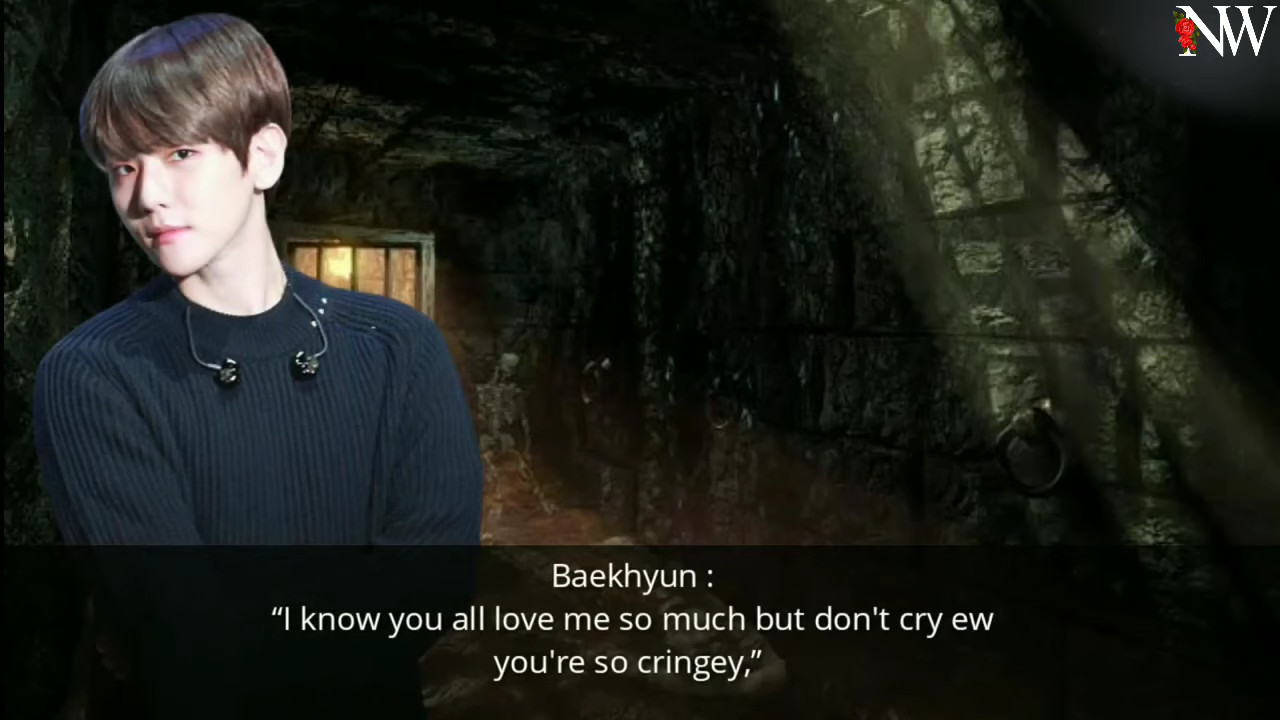 NW
Baekhyun :
“I know you all love me so much but don't cry ew
you're so cringey,”